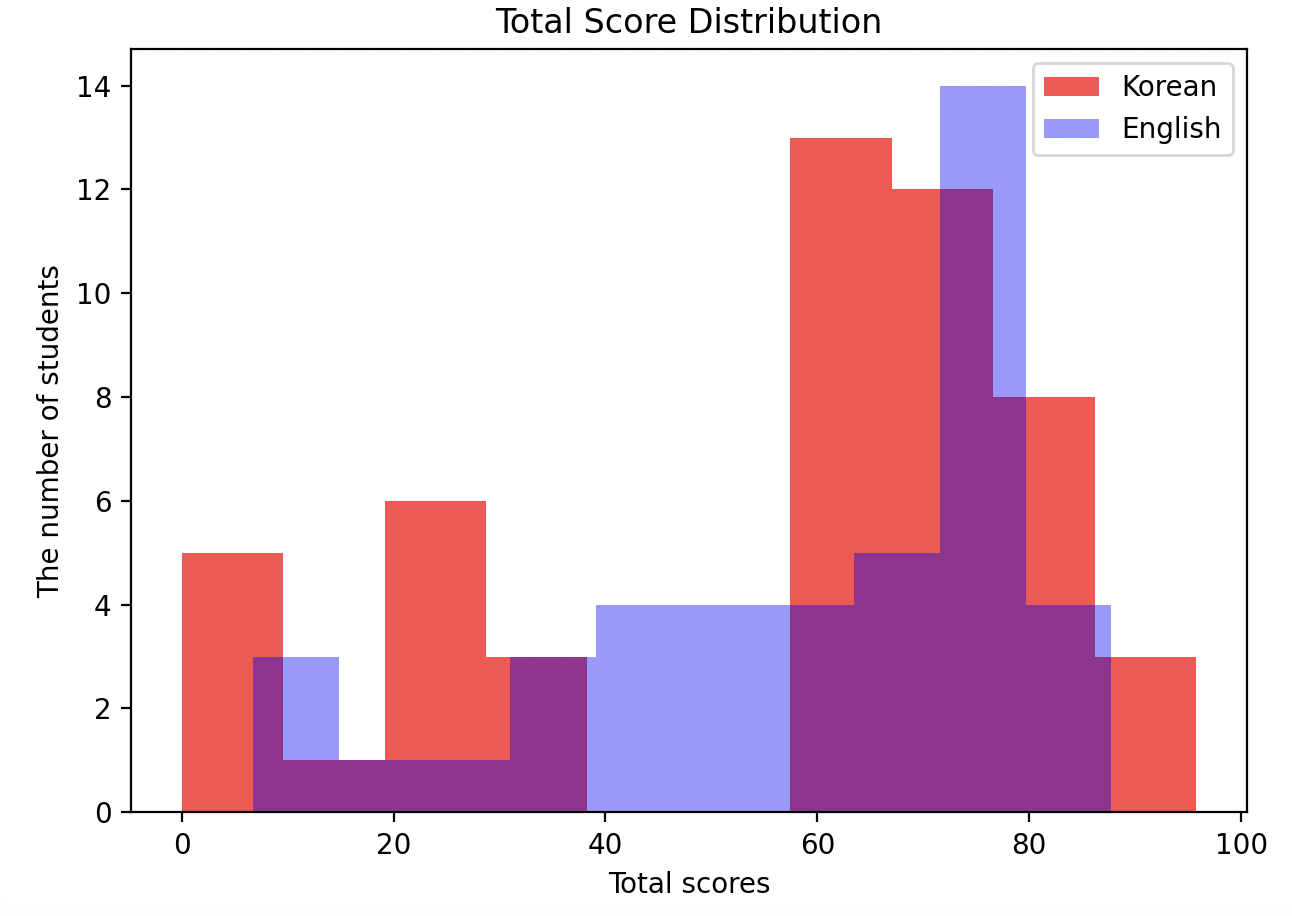 Total Score Distribution
Korean
English
14
12
10
8
6
4
2
0
The number of students
0 20 40 60 80 100
Total scores